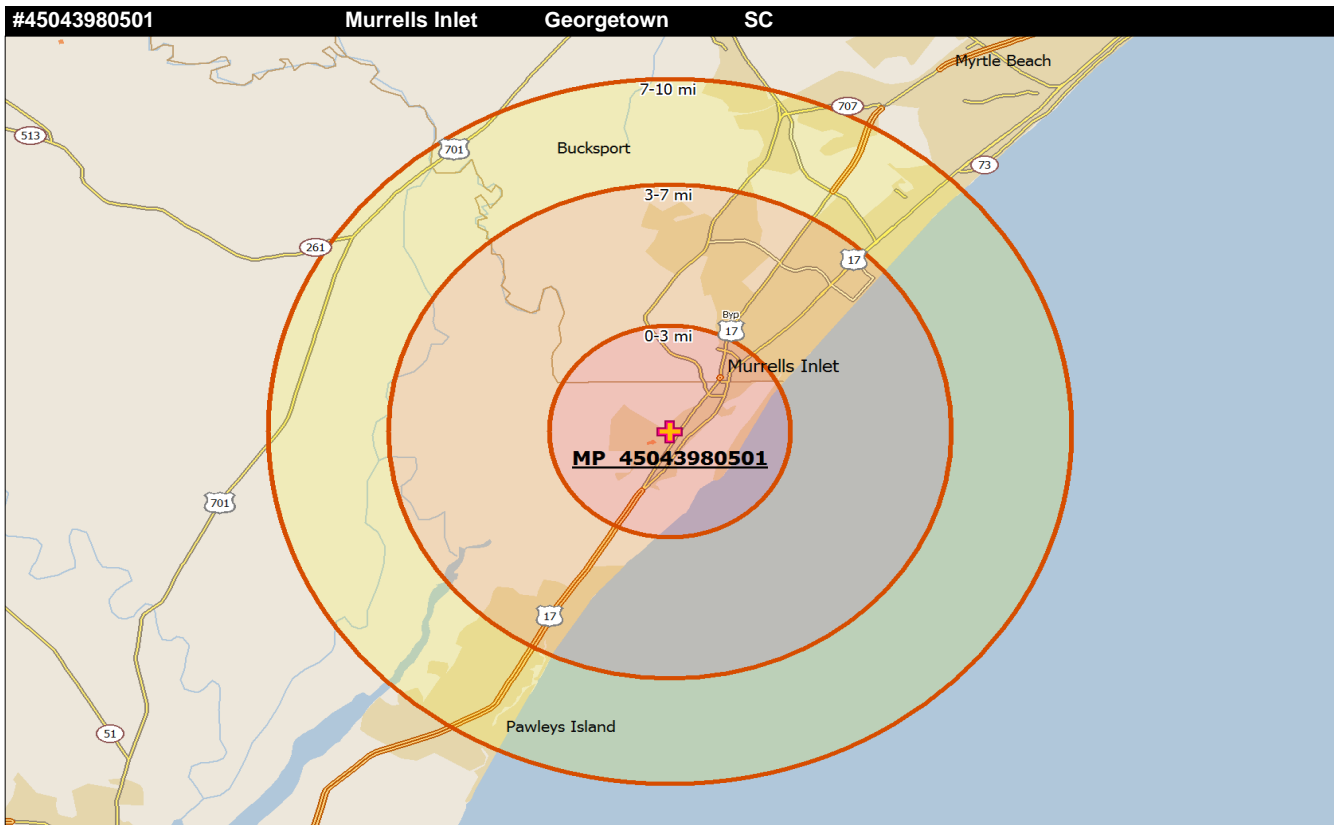 #45043980501 Murrells Inlet Georgetown SC
Myrtle Beach
7-10 mi
707
513
701
Bucksport
73
3-7 mi
261
17
Byp
17
0-3 mi
Murrells Inlet
MP 45043980501
701
17
Pawleys Island
51